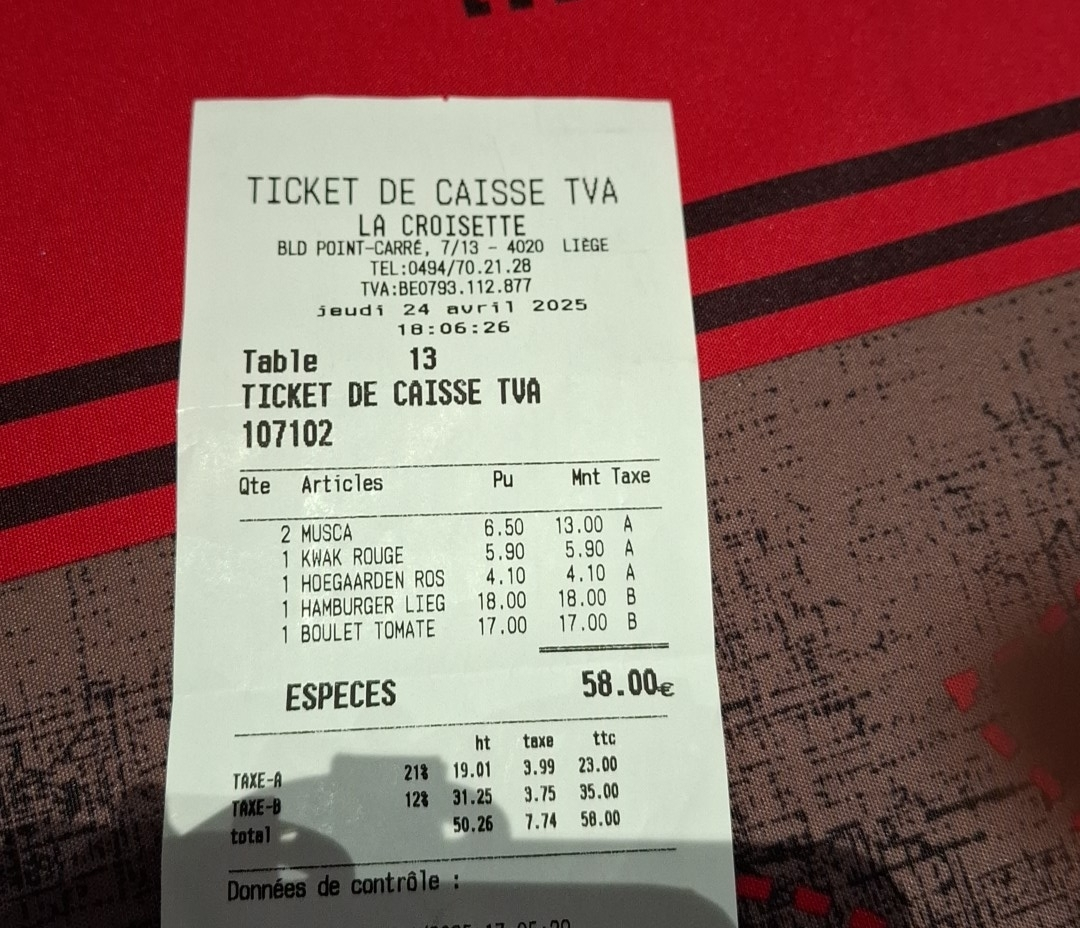 TICKET DE CAISSE TVA
LA CROISETTE
BLD POINT-CARRÉ, 7/13 - 4020 LIÈGE
TEL:0494/70.21.28
TVA:BE0793.112.877
jeudi 24 avril 2025
18:06:26
Table 13
TICKET DE CAISSE TVA
107102
Qte Articles Pu Mnt Taxe
2 MUSCA 6.50 13.00 A
1 KWAK ROUGE 5.90 5.90 A
1 HOEGAARDEN ROS 4.10 4.10 A
1 HAMBURGER LIEG 18.00 18.00 B
1 BOULET TOMATE 17.00 17.00 B
ESPECES 58.00€
ht taxe ttc
TAXE-A 21% 19.01 3.99 23.00
TAXE-B 12% 31.25 3.75 35.00
total 50.26 7.74 58.00
Données de contrôle :